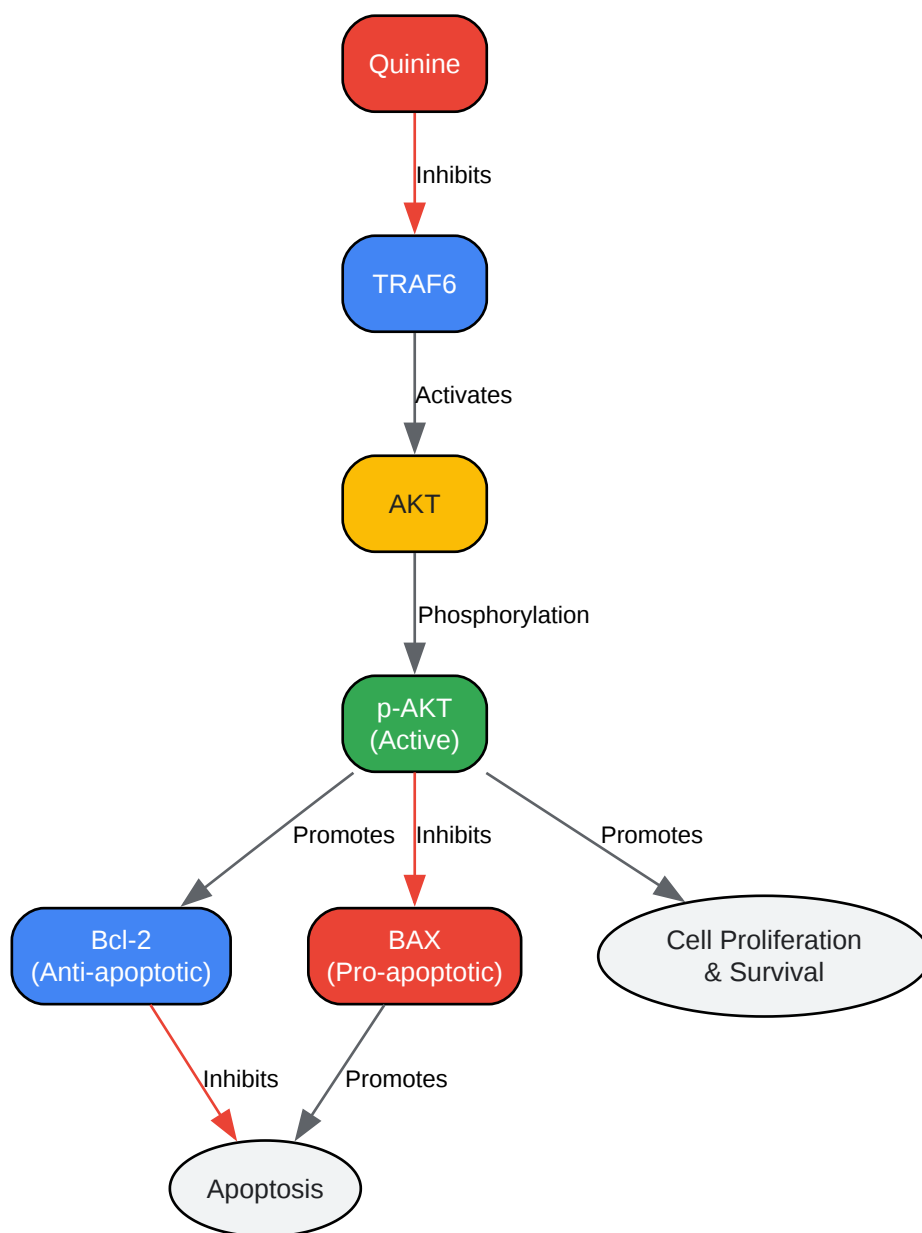 Quinine
Inhibits
TRAF6
Activates
AKT
Phosphorylation
p-AKT
(Active)
Promotes
Inhibits
Promotes
Bcl-2
(Anti-apoptotic)
BAX
(Pro-apoptotic)
Cell Proliferation
& Survival
Inhibits
Promotes
Apoptosis